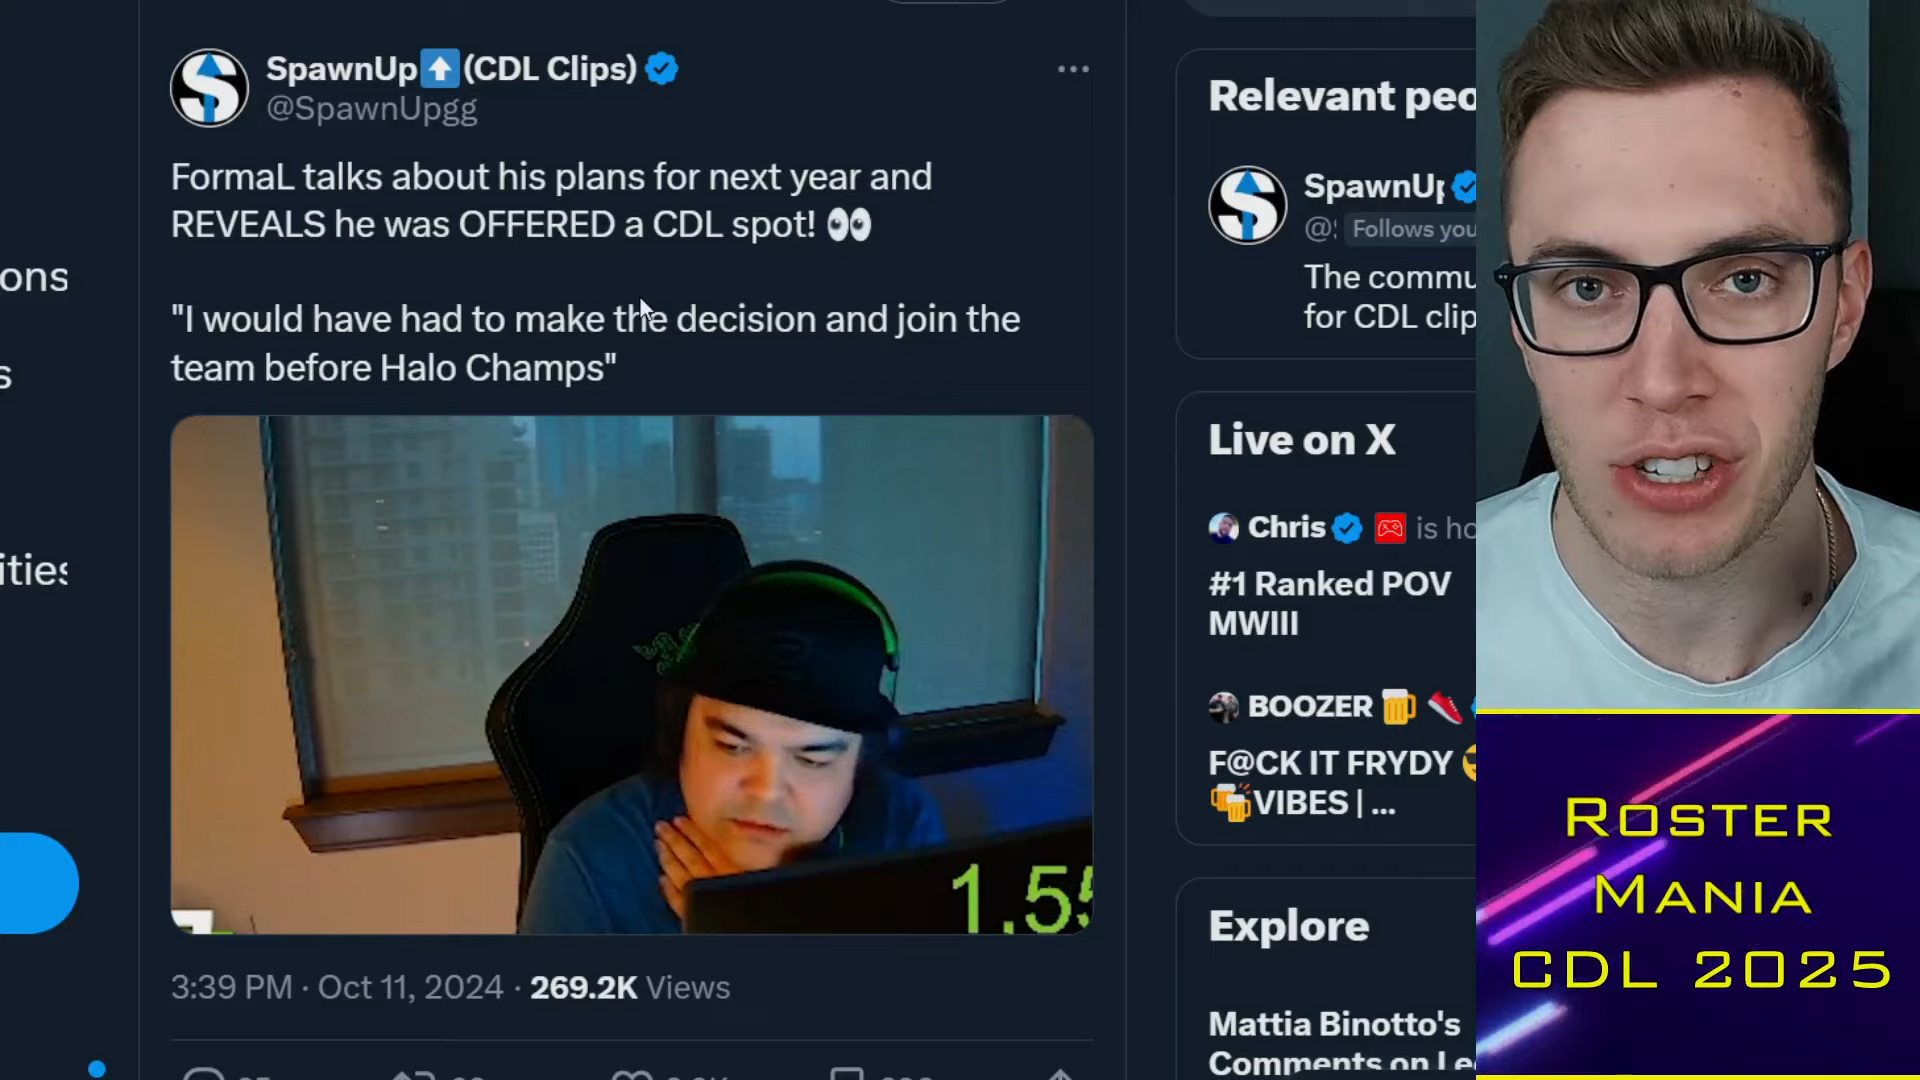 ons
s
ities
SpawnUp⬆️(CDL Clips)
@SpawnUpgg
FormaL talks about his plans for next year and
REVEALS he was OFFERED a CDL spot! 👀
"I would have had to make the decision and join the
team before Halo Champs"
1.55
3:39 PM · Oct 11, 2024 · 269.2K Views
Relevant peo
SpawnUp
@
Follows you
The commu
for CDL clip
Live on X
Chris 🎮 is ho
#1 Ranked POV
MWIII
BOOZER 🍺 👟
F@CK IT FRYDY 😎
🍻VIBES | ...
Explore
Mattia Binotto's
Comments on Le
ROSTER
MANIA
CDL 2025